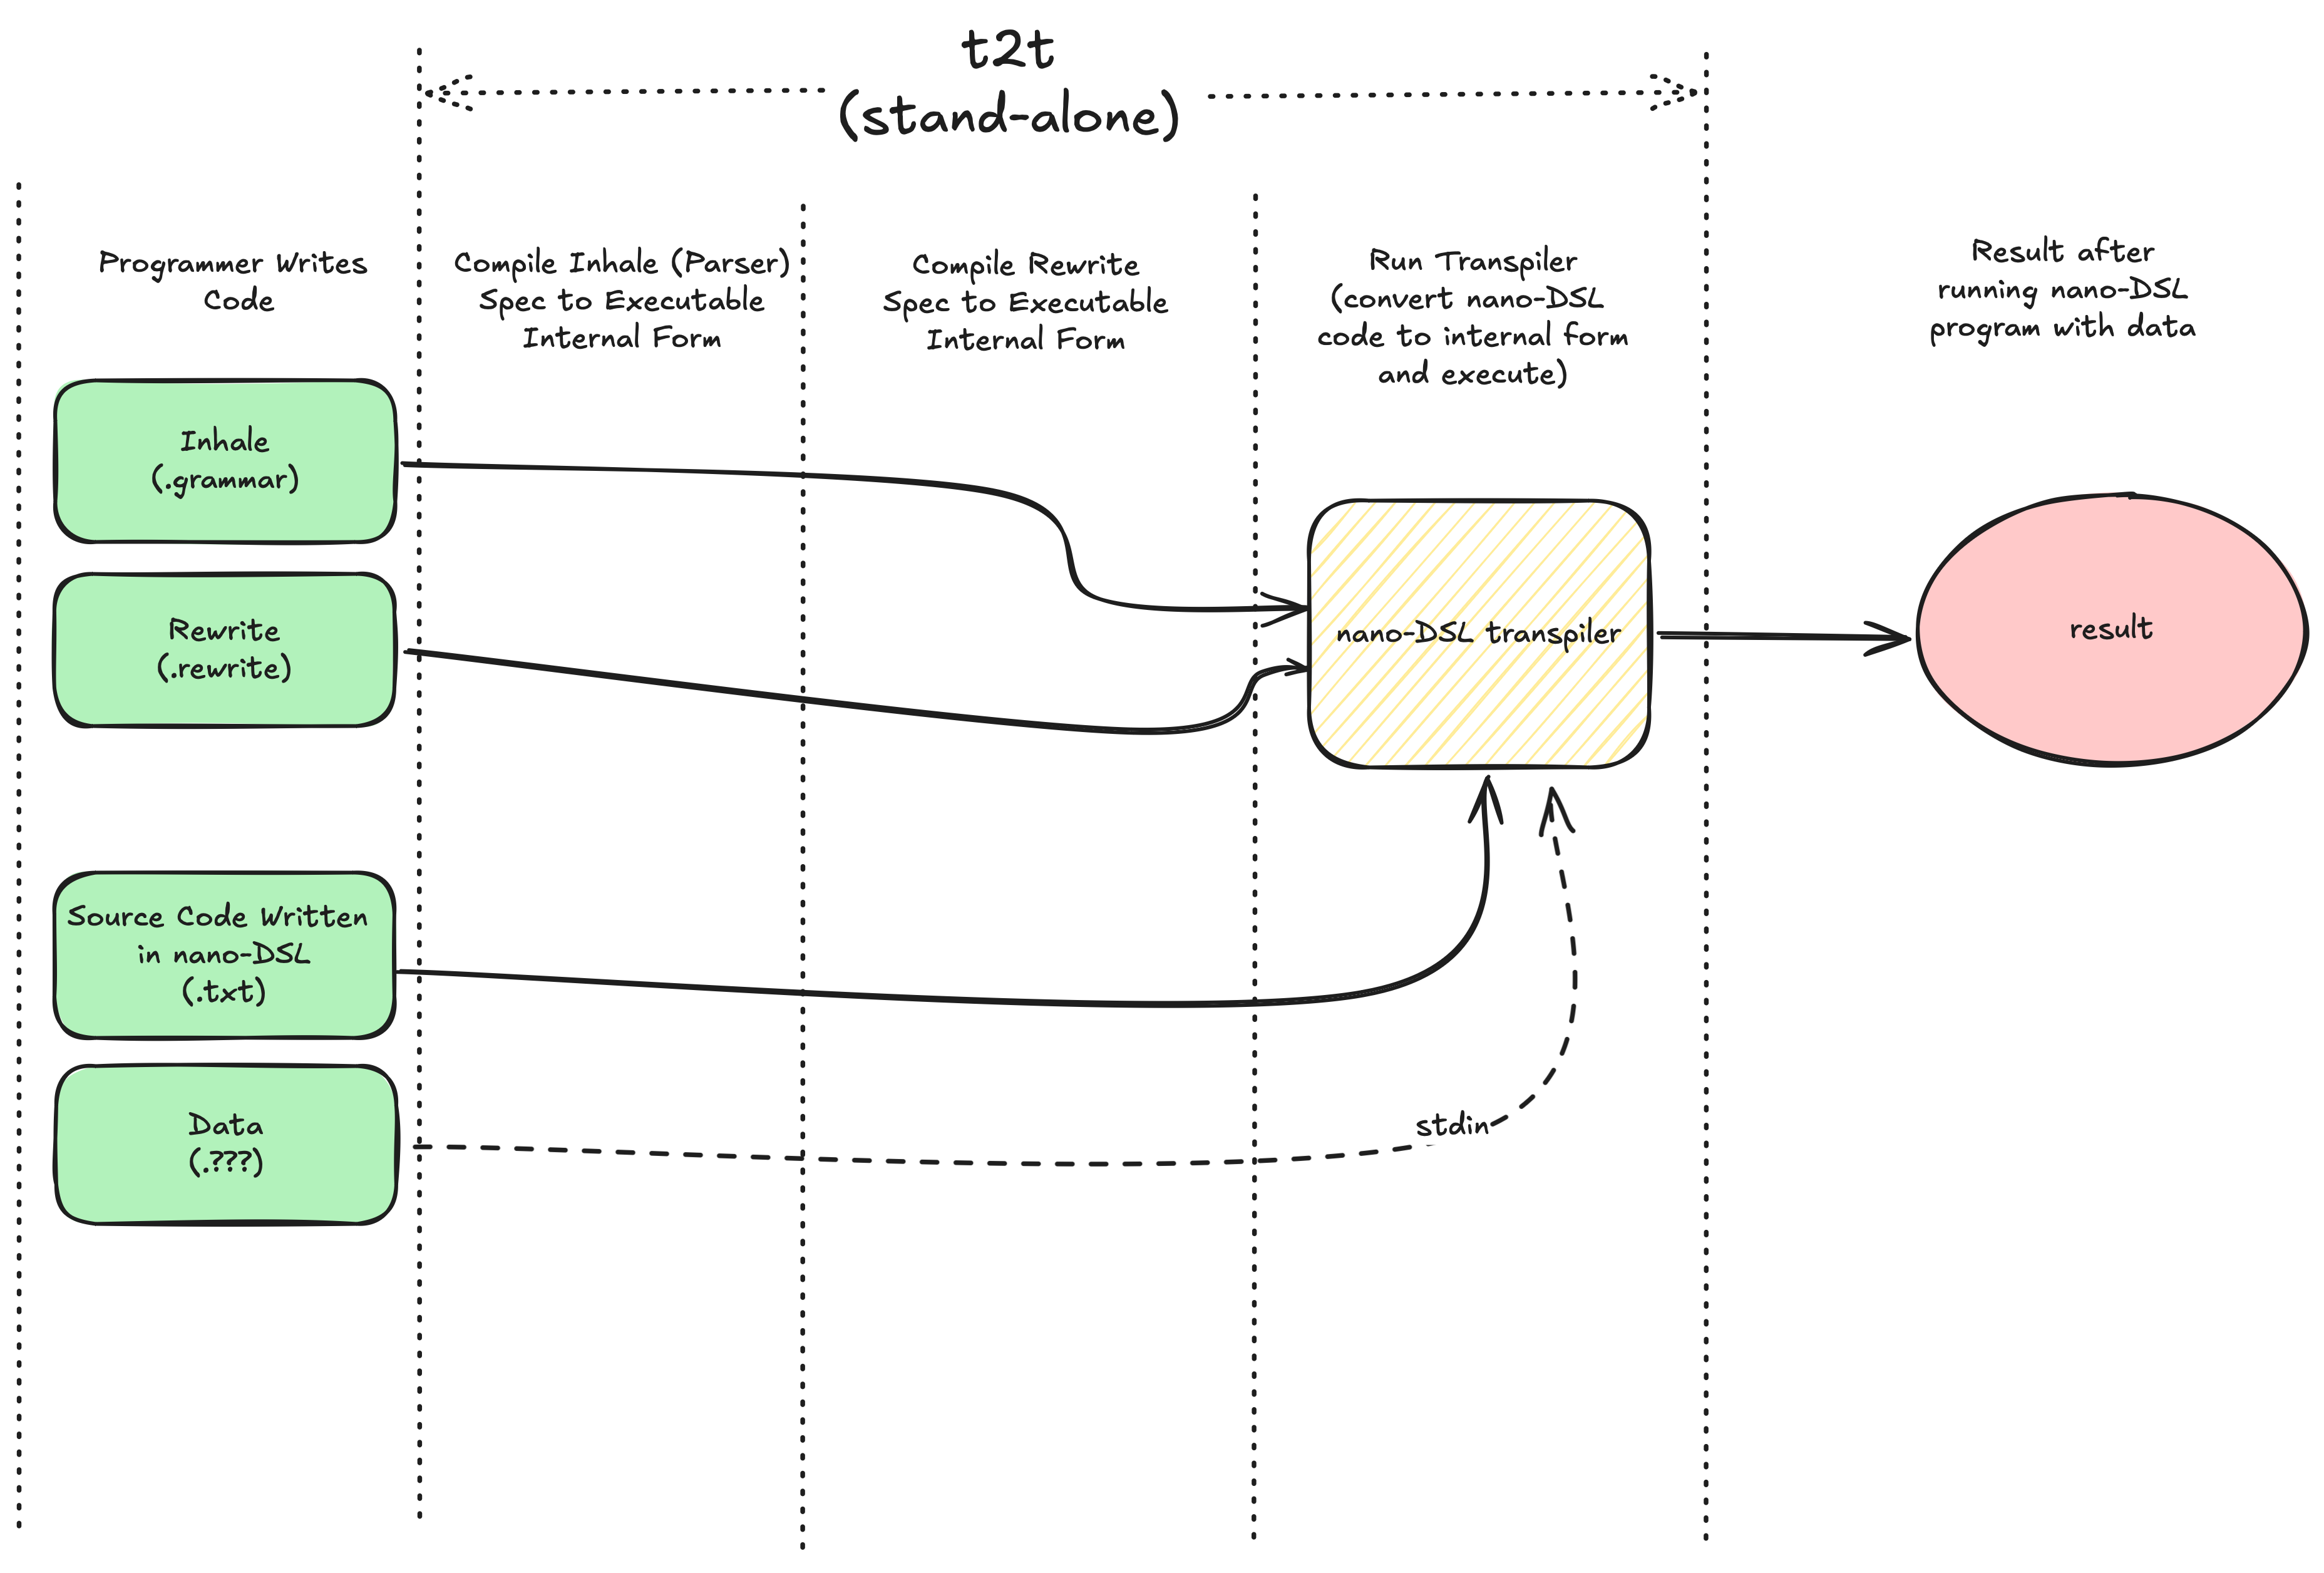 t2t
(stand-alone)
Programmer Writes
Code
Compile Inhale (Parser)
Spec to Executable
Internal Form
Compile Rewrite
Spec to Executable
Internal Form
Run Transpiler
(convert nano-DSL
code to internal form
and execute)
Result after
running nano-DSL
program with data
Inhale
(.grammar)
Rewrite
(.rewrite)
nano-DSL transpiler
result
Source Code Written
in nano-DSL
(.txt)
Data
(.???)
stdin